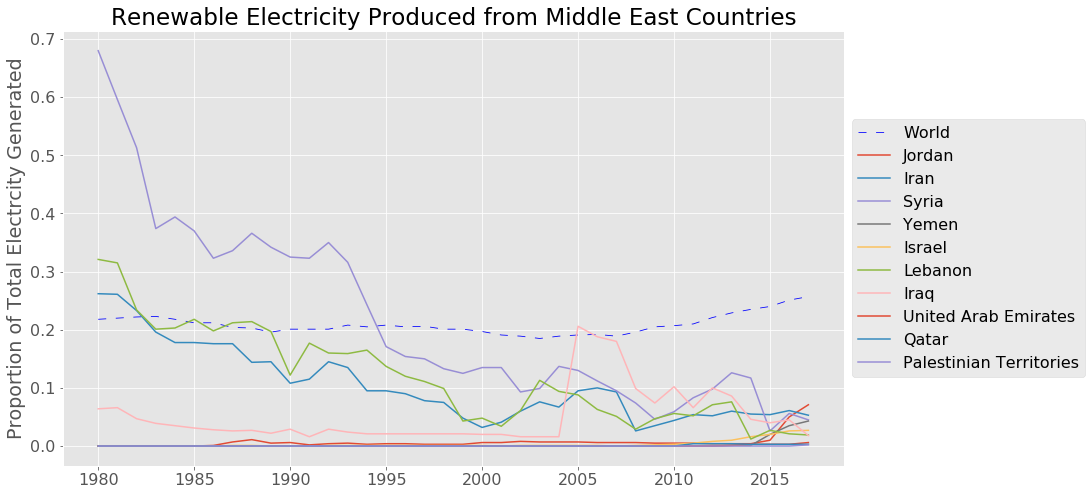 Renewable Electricity Produced from Middle East Countries
Proportion of Total Electrcity Generated
0.7
0.6
0.5
0.4
0.3
0.2
0.1
0.0
1980
1985
1990
1995
2000
2005
2010
2015
World
Jordan
Iran
Syria
Yemen
Israel
Lebanon
Iraq
United Arab Emirates
Qatar
Palestinian Territories